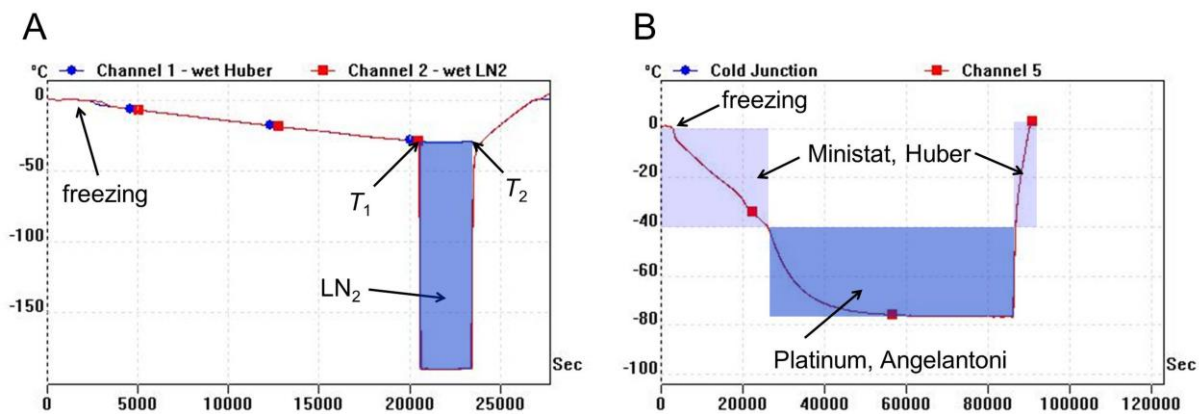 A
°C
Channel 1 - wet Huber
Channel 2 - wet LN2
0
-50
-100
-150
freezing
T1
T2
LN2
Sec
0
5000
10000
15000
20000
25000
B
°C
Cold Junction
Channel 5
freezing
0
-20
-40
-60
-80
-100
Ministat, Huber
Platinum, Angelantoni
Sec
0
20000
40000
60000
80000
100000
120000